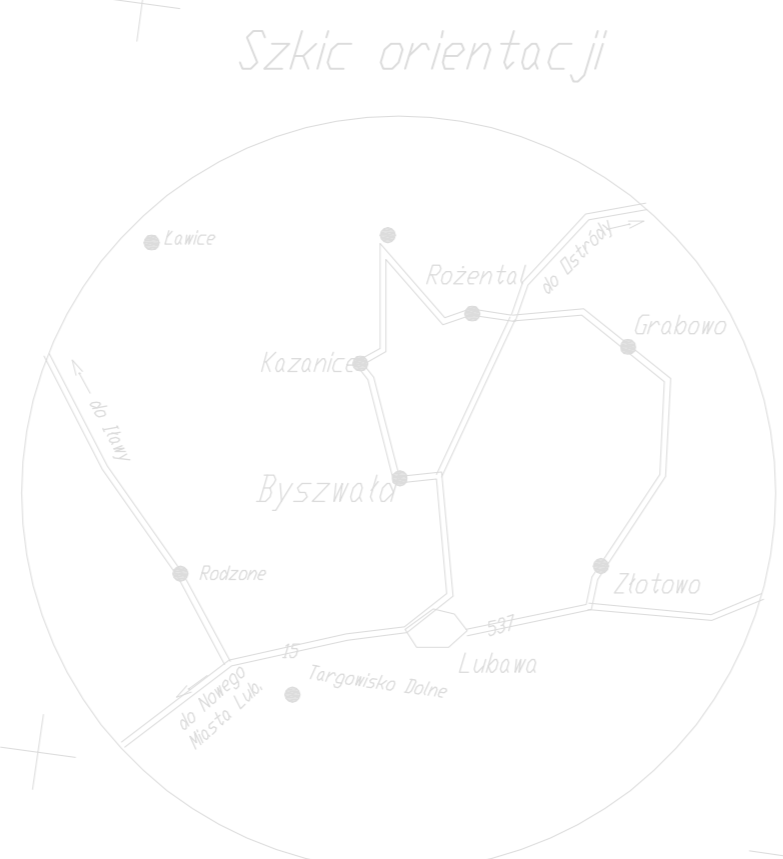 Szkic orientacji
Ławice
do Ostródy
Rożental
Grabowo
Kazanice
do Iławy
Byszwałd
Rodzone
Złotowo
537
15
Lubawa
Targowisko Dolne
do Nowego
Miasta Lub.